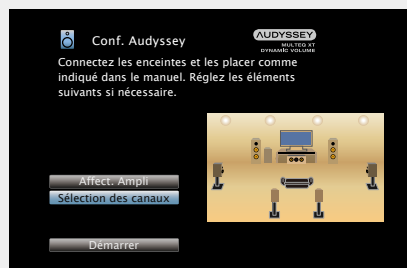 Conf. Audyssey
AUDYSSEY
MULTEQ XT
DYNAMIC VOLUME
Connectez les enceintes et les placer comme
indiqué dans le manuel. Réglez les éléments
suivants si nécessaire.
Affect. Ampli
Sélection des canaux
Démarrer